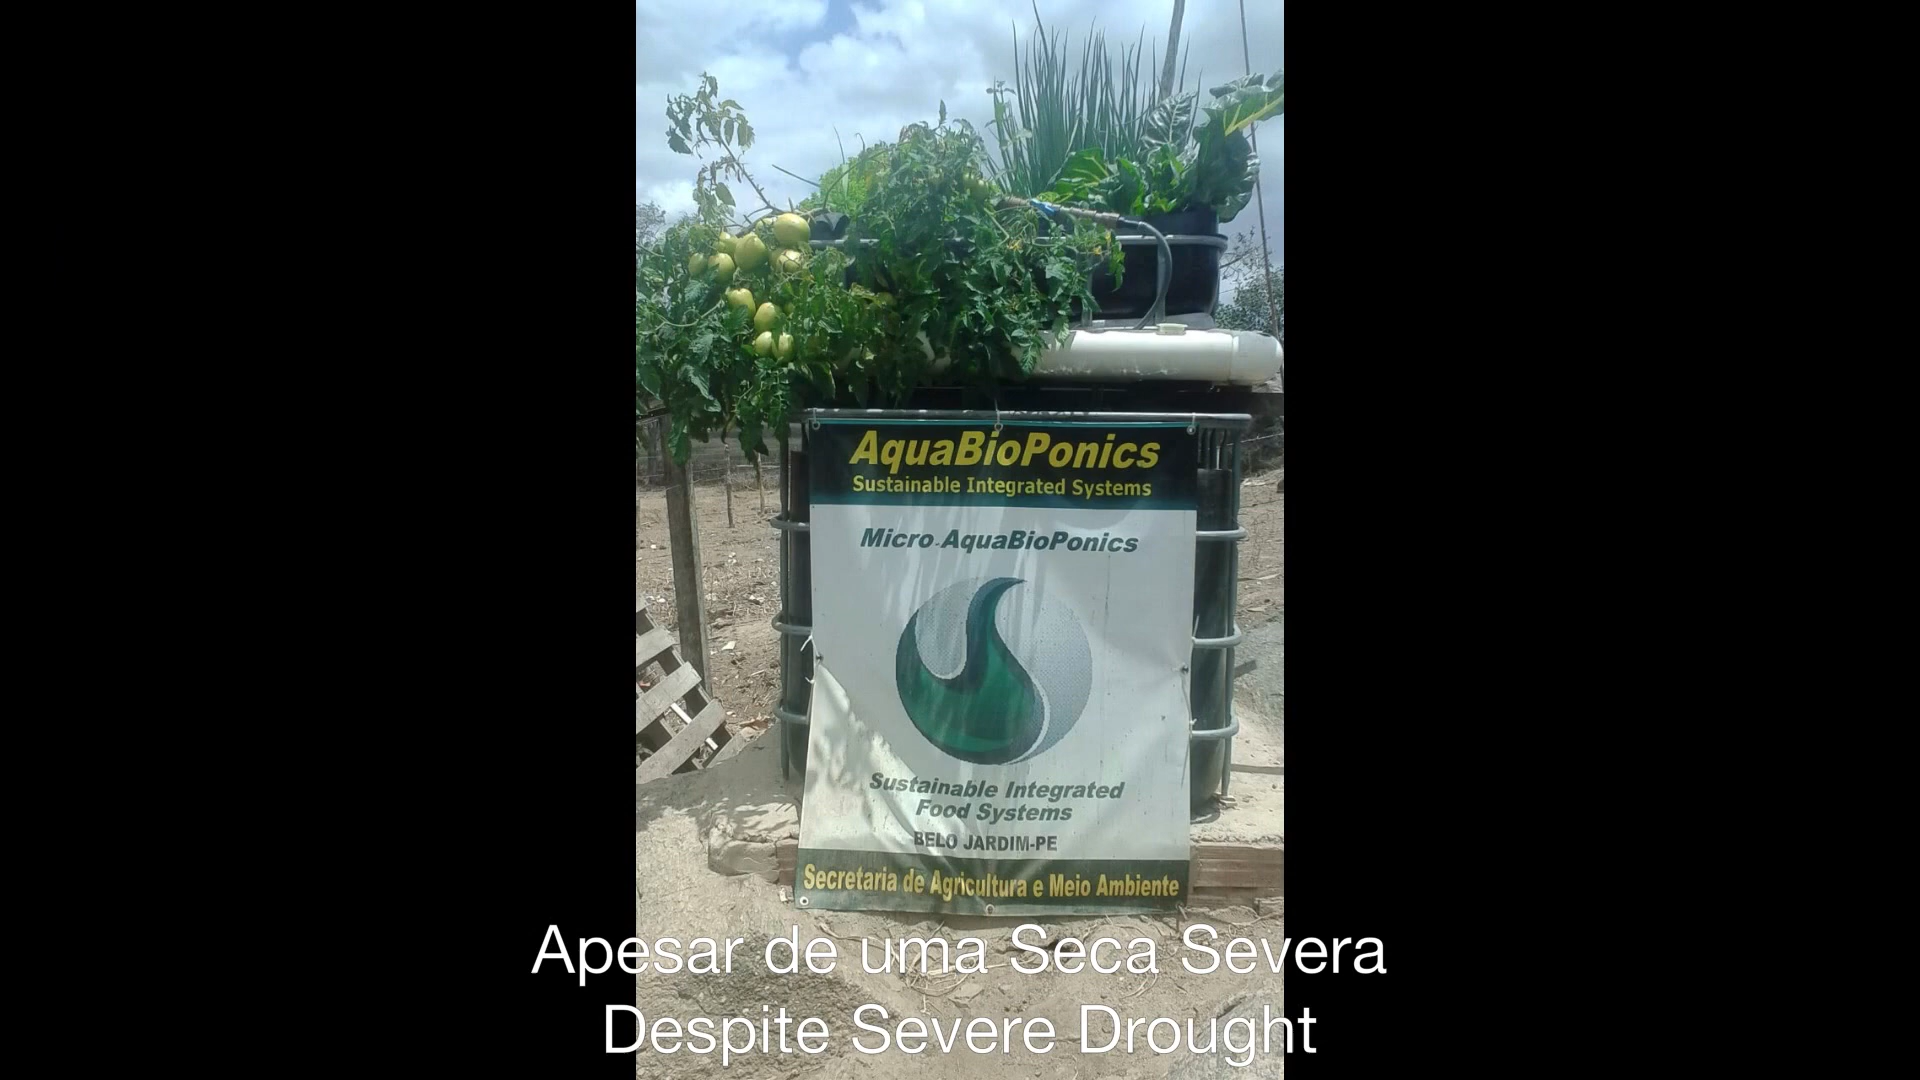 AquaBioPonics
Sustainable Integrated Systems
Micro-AquaBioPonics
Sustainable Integrated
Food Systems
BELO JARDIM-PE
Secretaria de Agricultura e Meio Ambiente
Apesar de uma Seca Severa
Despite Severe Drought